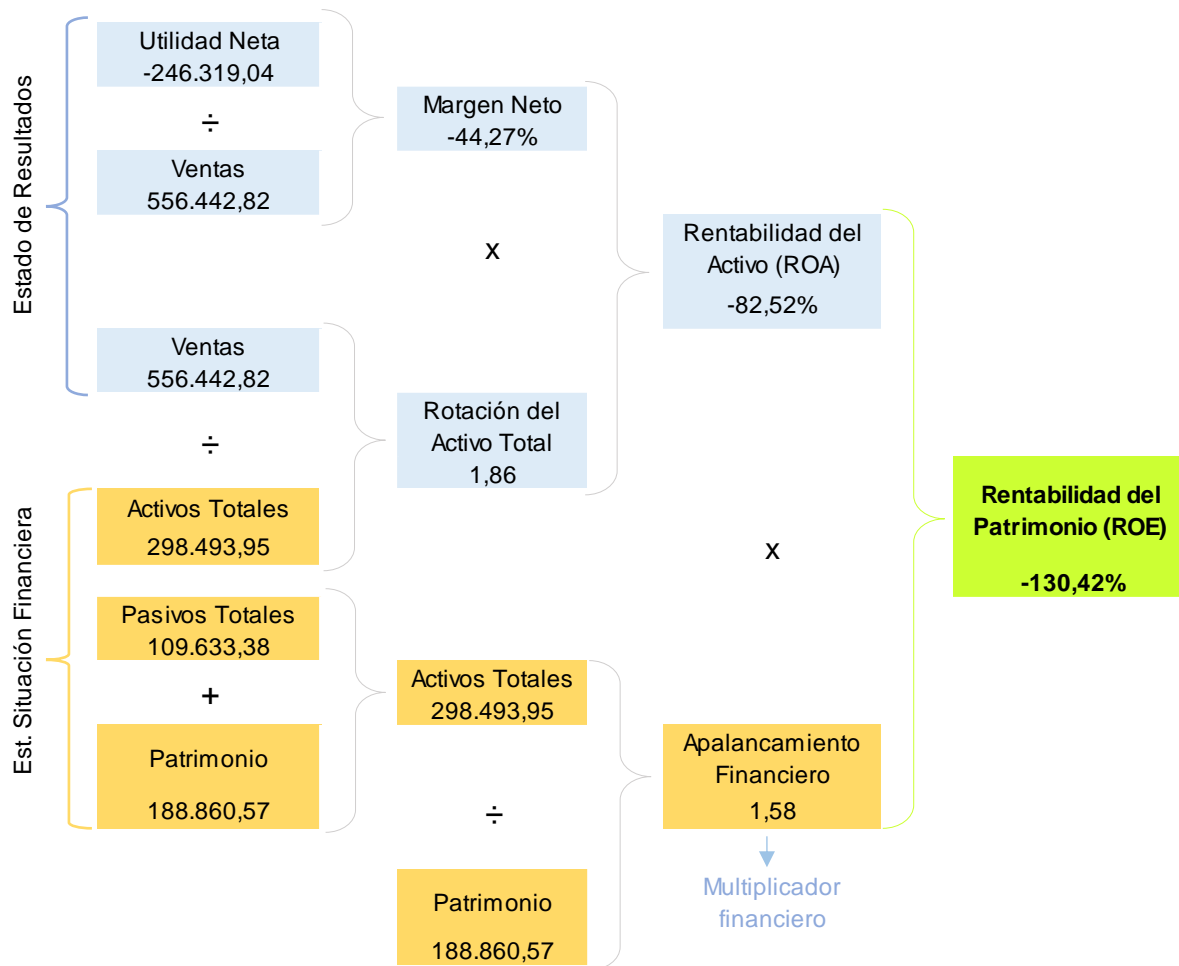 Estado de Resultados
Utilidad Neta
-246.319,04
÷
Ventas
556.442,82
Margen Neto
-44,27%
x
Ventas
556.442,82
÷
Rotación del
Activo Total
1,86
Rentabilidad del
Activo (ROA)
-82,52%
Est. Situación Financiera
Activos Totales
298.493,95
Pasivos Totales
109.633,38
+
Patrimonio
188.860,57
Activos Totales
298.493,95
÷
Patrimonio
188.860,57
x
Apalancamiento
Financiero
1,58
Multiplicador
financiero
Rentabilidad del
Patrimonio (ROE)
-130,42%